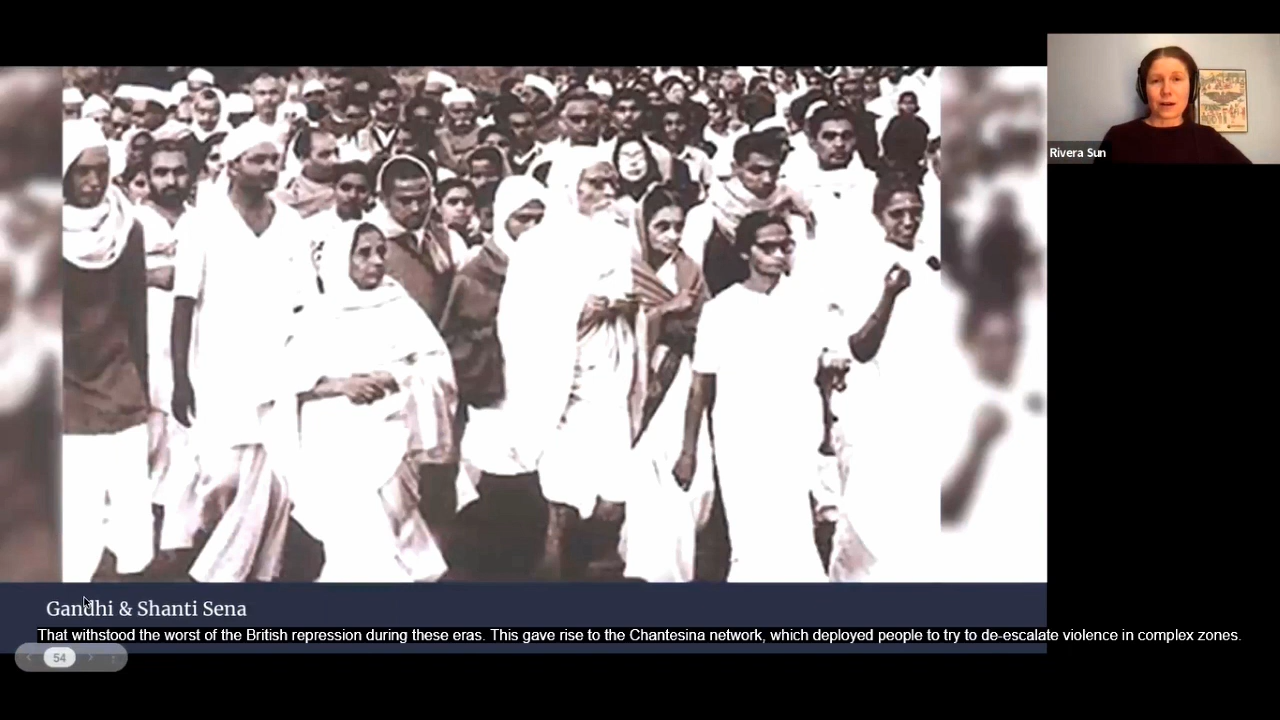 Rivera Sun
Gandhi & Shanti Sena
That withstood the worst of the British repression during these eras. This gave rise to the Chantesina network, which deployed people to try to de-escalate violence in complex zones.
54